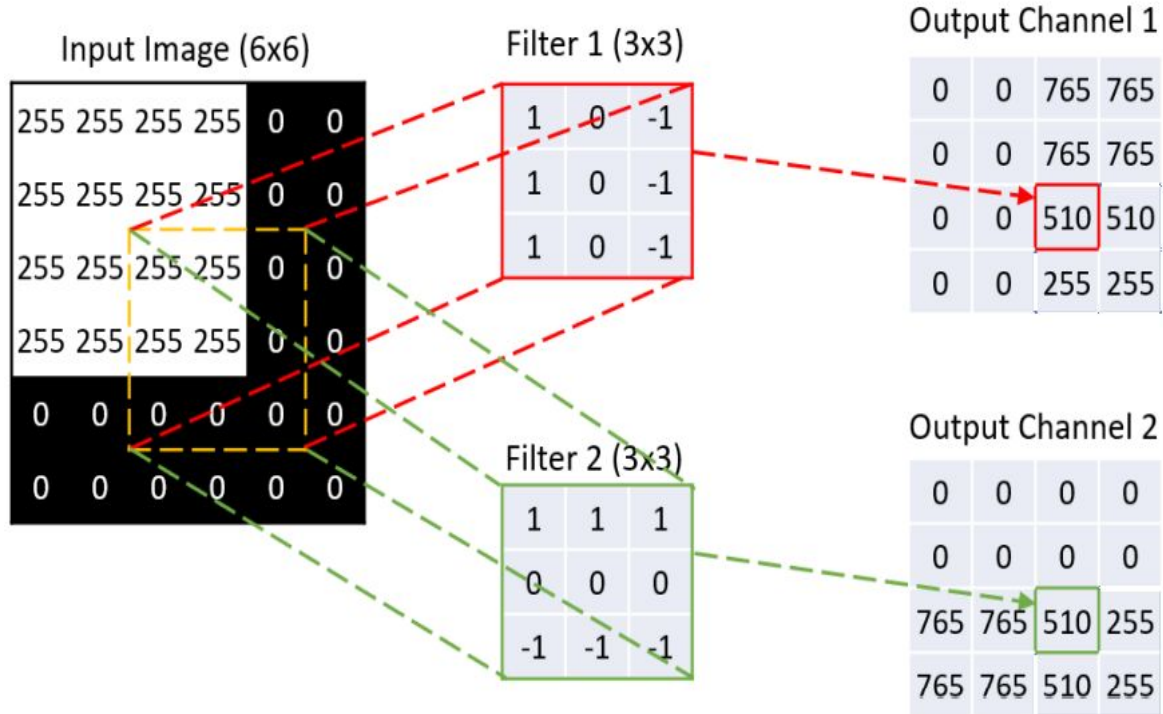 Input Image (6x6)
255 255 255 255 0 0
255 255 255 255 0 0
255 255 255 255 0 0
255 255 255 255 0 0
0 0 0 0 0 0
0 0 0 0 0 0
Filter 1 (3x3)
1 0 -1
1 0 -1
1 0 -1
Output Channel 1
0 0 765 765
0 0 765 765
0 0 510 510
0 0 255 255
Filter 2 (3x3)
1 1 1
0 0 0
-1 -1 -1
Output Channel 2
0 0 0 0
0 0 0 0
765 765 510 255
765 765 510 255